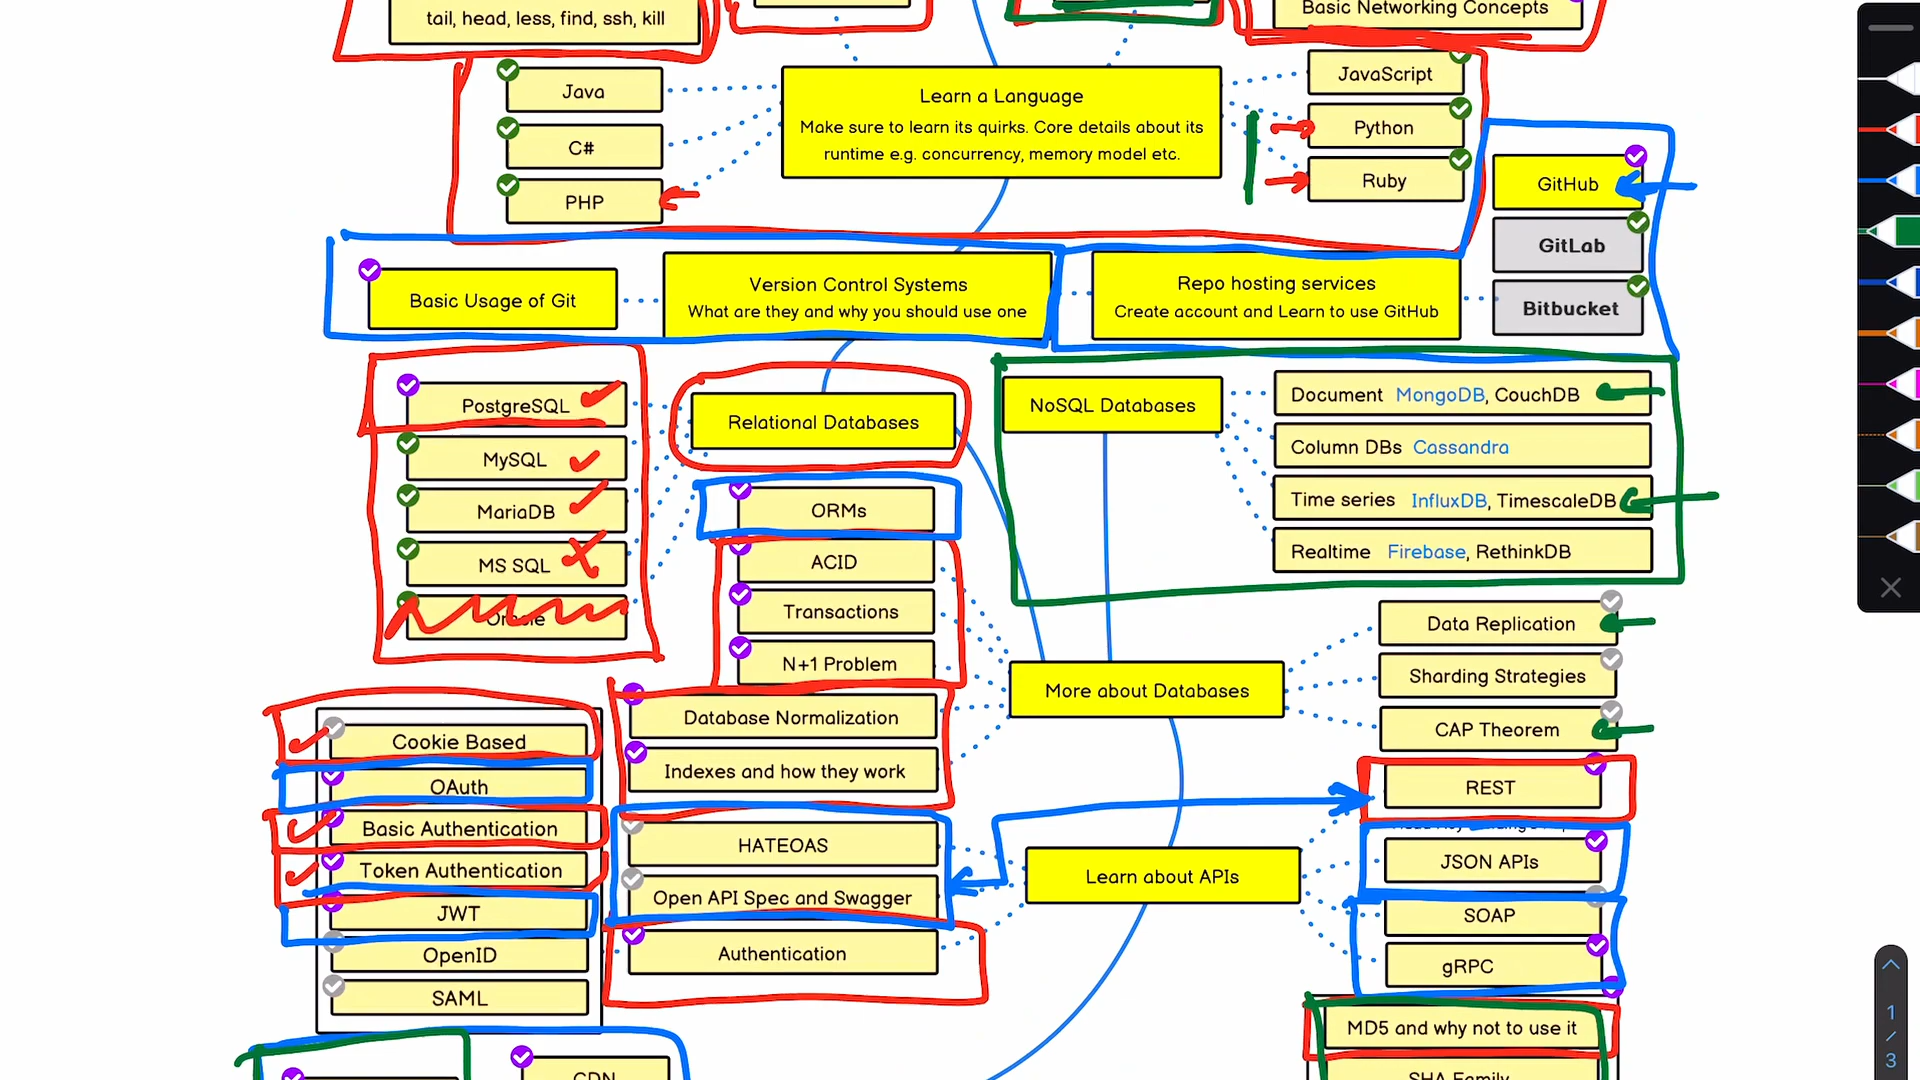 tail, head, less, find, ssh, kill
Basic Networking Concepts
Java
C#
PHP
Learn a Language
Make sure to learn its quirks. Core details about its
runtime e.g. concurrency, memory model etc.
JavaScript
Python
Ruby
GitHub
GitLab
Bitbucket
Basic Usage of Git
Version Control Systems
What are they and why you should use one
Repo hosting services
Create account and Learn to use GitHub
PostgreSQL
MySQL
MariaDB
MS SQL
Oracle
Relational Databases
NoSQL Databases
Document MongoDB, CouchDB
Column DBs Cassandra
Time series InfluxDB, TimescaleDB
Realtime Firebase, RethinkDB
ORMs
ACID
Transactions
N+1 Problem
Database Normalization
Indexes and how they work
More about Databases
Data Replication
Sharding Strategies
CAP Theorem
Cookie Based
OAuth
Basic Authentication
Token Authentication
JWT
OpenID
SAML
HATEOAS
Open API Spec and Swagger
Authentication
Learn about APIs
REST
JSON APIs
SOAP
gRPC
MD5 and why not to use it
SHA Family
CDN
1
/
3